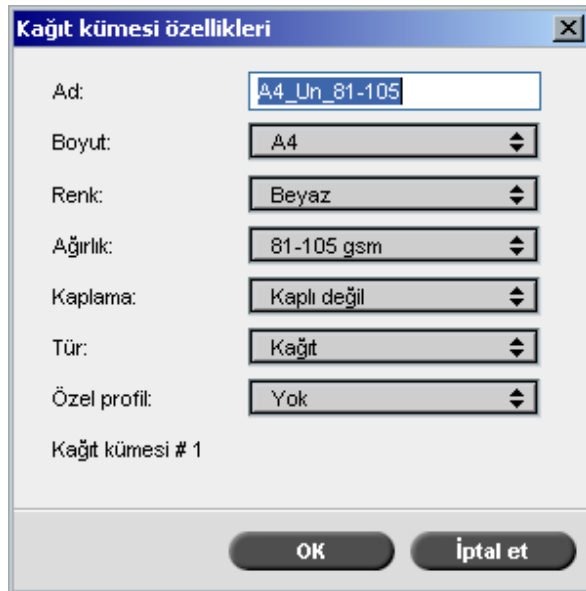 Kağıt kümesi özellikleri
Ad: A4_Un_81-105
Boyut: A4
Renk: Beyaz
Ağırlık: 81-105 gsm
Kaplama: Kaplı değil
Tür: Kağıt
Özel profil: Yok
Kağıt kümesi # 1
OK İptal et